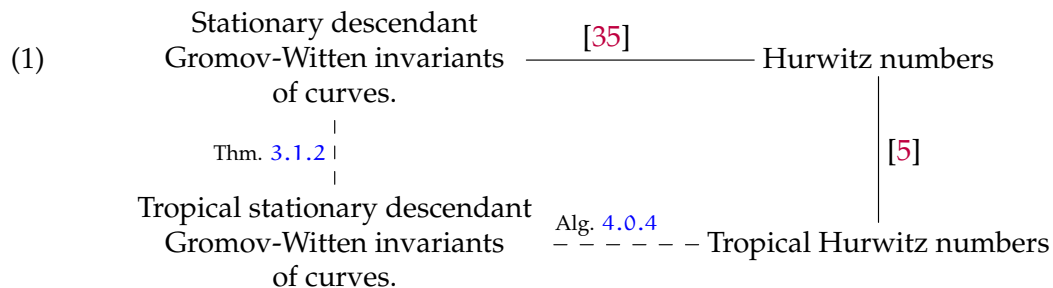 (1)
Stationary descendant
Gromov-Witten invariants
of curves.
[35]
Hurwitz numbers
Thm. 3.1.2
[5]
Tropical stationary descendant
Gromov-Witten invariants
of curves.
Alg. 4.0.4
Tropical Hurwitz numbers